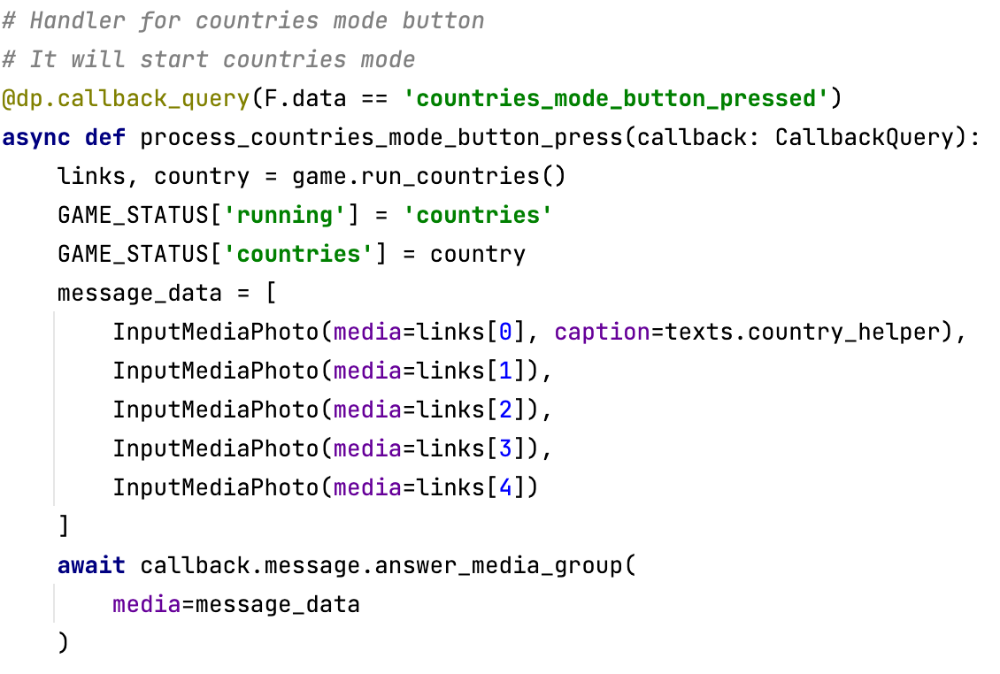 # Handler for countries mode button
# It will start countries mode
@dp.callback_query(F.data == 'countries_mode_button_pressed')
async def process_countries_mode_button_press(callback: CallbackQuery):
    links, country = game.run_countries()
    GAME_STATUS['running'] = 'countries'
    GAME_STATUS['countries'] = country
    message_data = [
        InputMediaPhoto(media=links[0], caption=texts.country_helper),
        InputMediaPhoto(media=links[1]),
        InputMediaPhoto(media=links[2]),
        InputMediaPhoto(media=links[3]),
        InputMediaPhoto(media=links[4])
    ]
    await callback.message.answer_media_group(
        media=message_data
    )